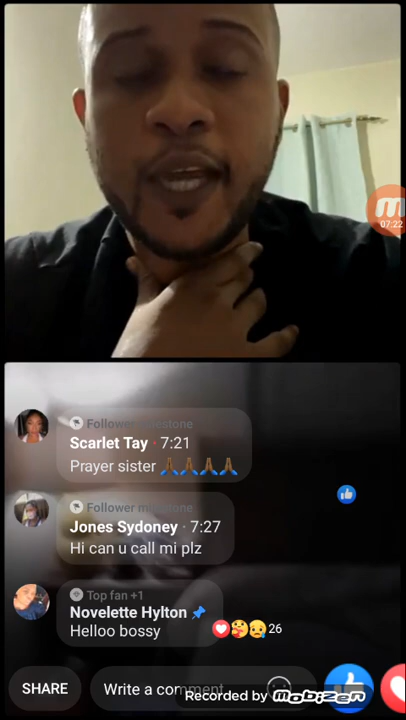 07:22
Follower milestone
Scarlet Tay · 7:21
Prayer sister 🙏🏾🙏🏾🙏🏾🙏🏾
Follower milestone
Jones Sydoney · 7:27
Hi can u call mi plz
Top fan +1
Novelette Hylton 📌
Helloo bossy
26
SHARE
Write a comment
Recorded by mobizen